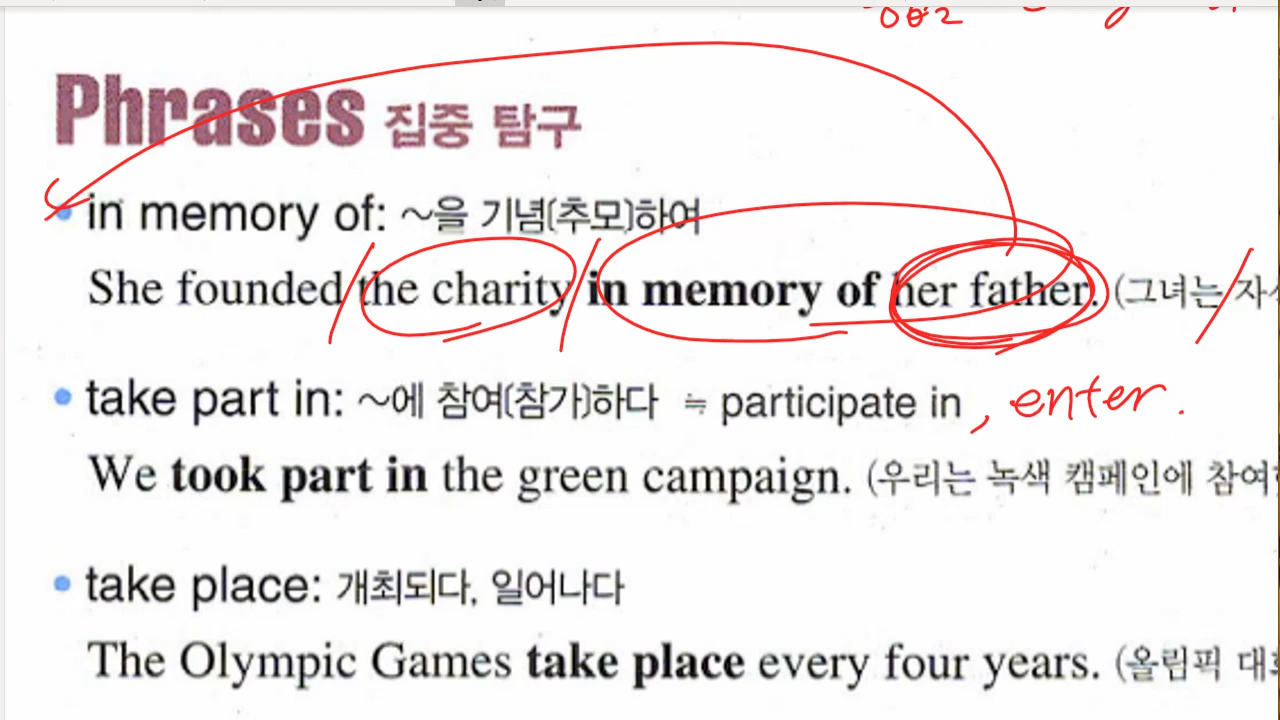 Phrases 집중 탐구
in memory of: ~을 기념(추모)하여
She founded the charity in memory of her father. (그녀는 자
take part in: ~에 참여(참가)하다 ≒ participate in, enter.
We took part in the green campaign. (우리는 녹색 캠페인에 참여
take place: 개최되다, 일어나다
The Olympic Games take place every four years. (올림픽 대